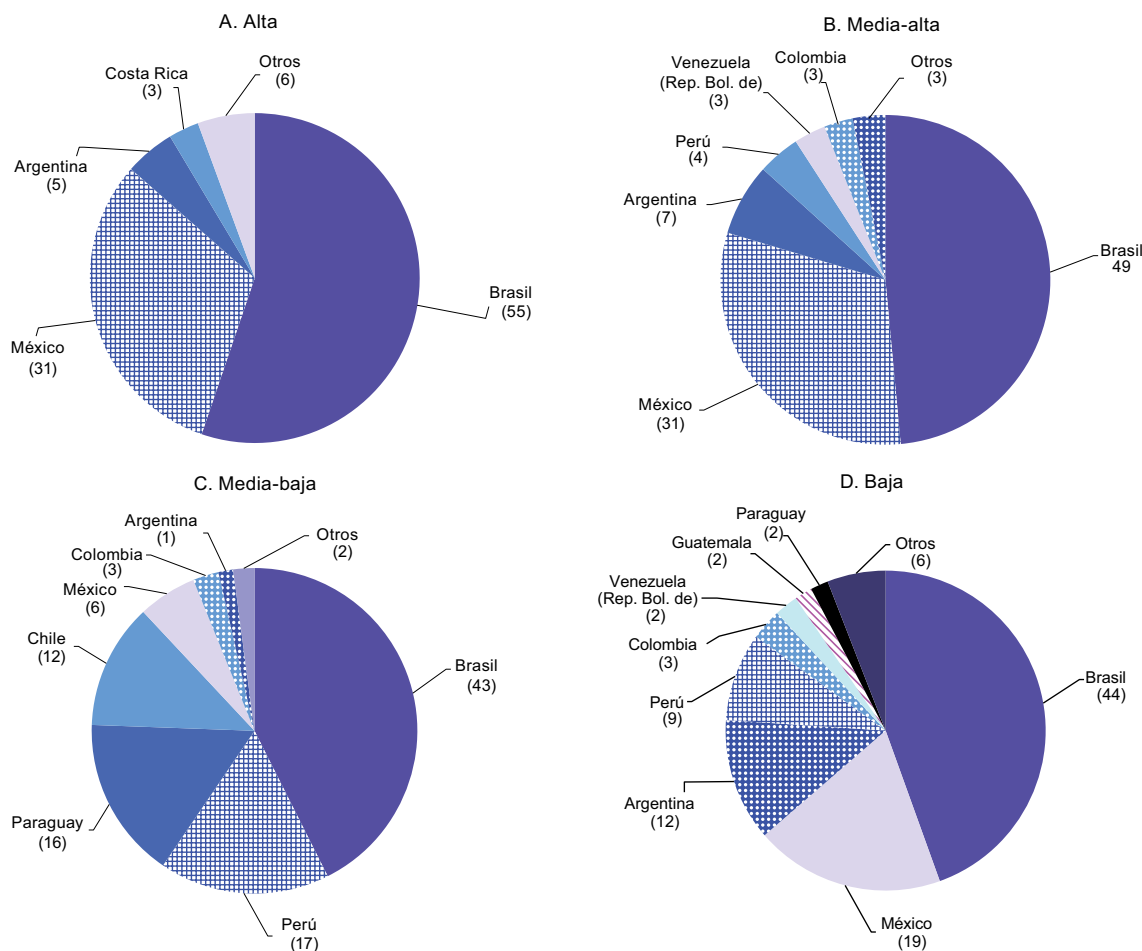 A. Alta
Otros
(6)
Costa Rica
(3)
Argentina
(5)
México
(31)
Brasil
(55)
B. Media-alta
Otros
(3)
Colombia
(3)
Venezuela
(Rep. Bol. de)
(3)
Perú
(4)
Argentina
(7)
México
(31)
Brasil
49
C. Media-baja
Otros
(2)
Argentina
(1)
Colombia
(3)
México
(6)
Chile
(12)
Paraguay
(16)
Perú
(17)
Brasil
(43)
D. Baja
Otros
(6)
Paraguay
(2)
Guatemala
(2)
Venezuela
(Rep. Bol. de)
(2)
Colombia
(3)
Perú
(9)
Argentina
(12)
México
(19)
Brasil
(44)